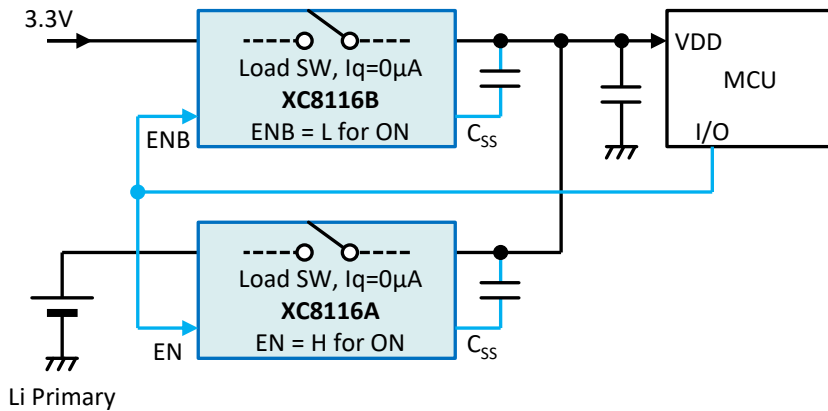 3.3V
Load SW, Iq=0µA
XC8116B
ENB = L for ON
ENB
CSS
VDD
MCU
I/O
Load SW, Iq=0µA
XC8116A
EN = H for ON
EN
CSS
Li Primary